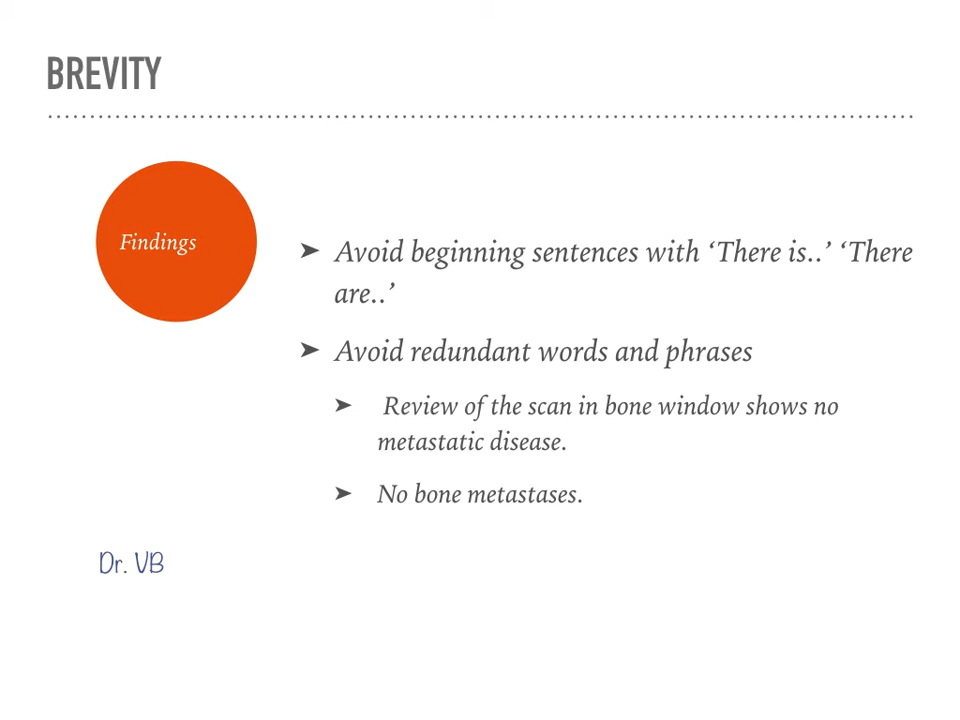 BREVITY
Findings
➤ Avoid beginning sentences with ‘There is..’ ‘There
are..’
➤ Avoid redundant words and phrases
➤ Review of the scan in bone window shows no
metastatic disease.
➤ No bone metastases.
Dr. VB